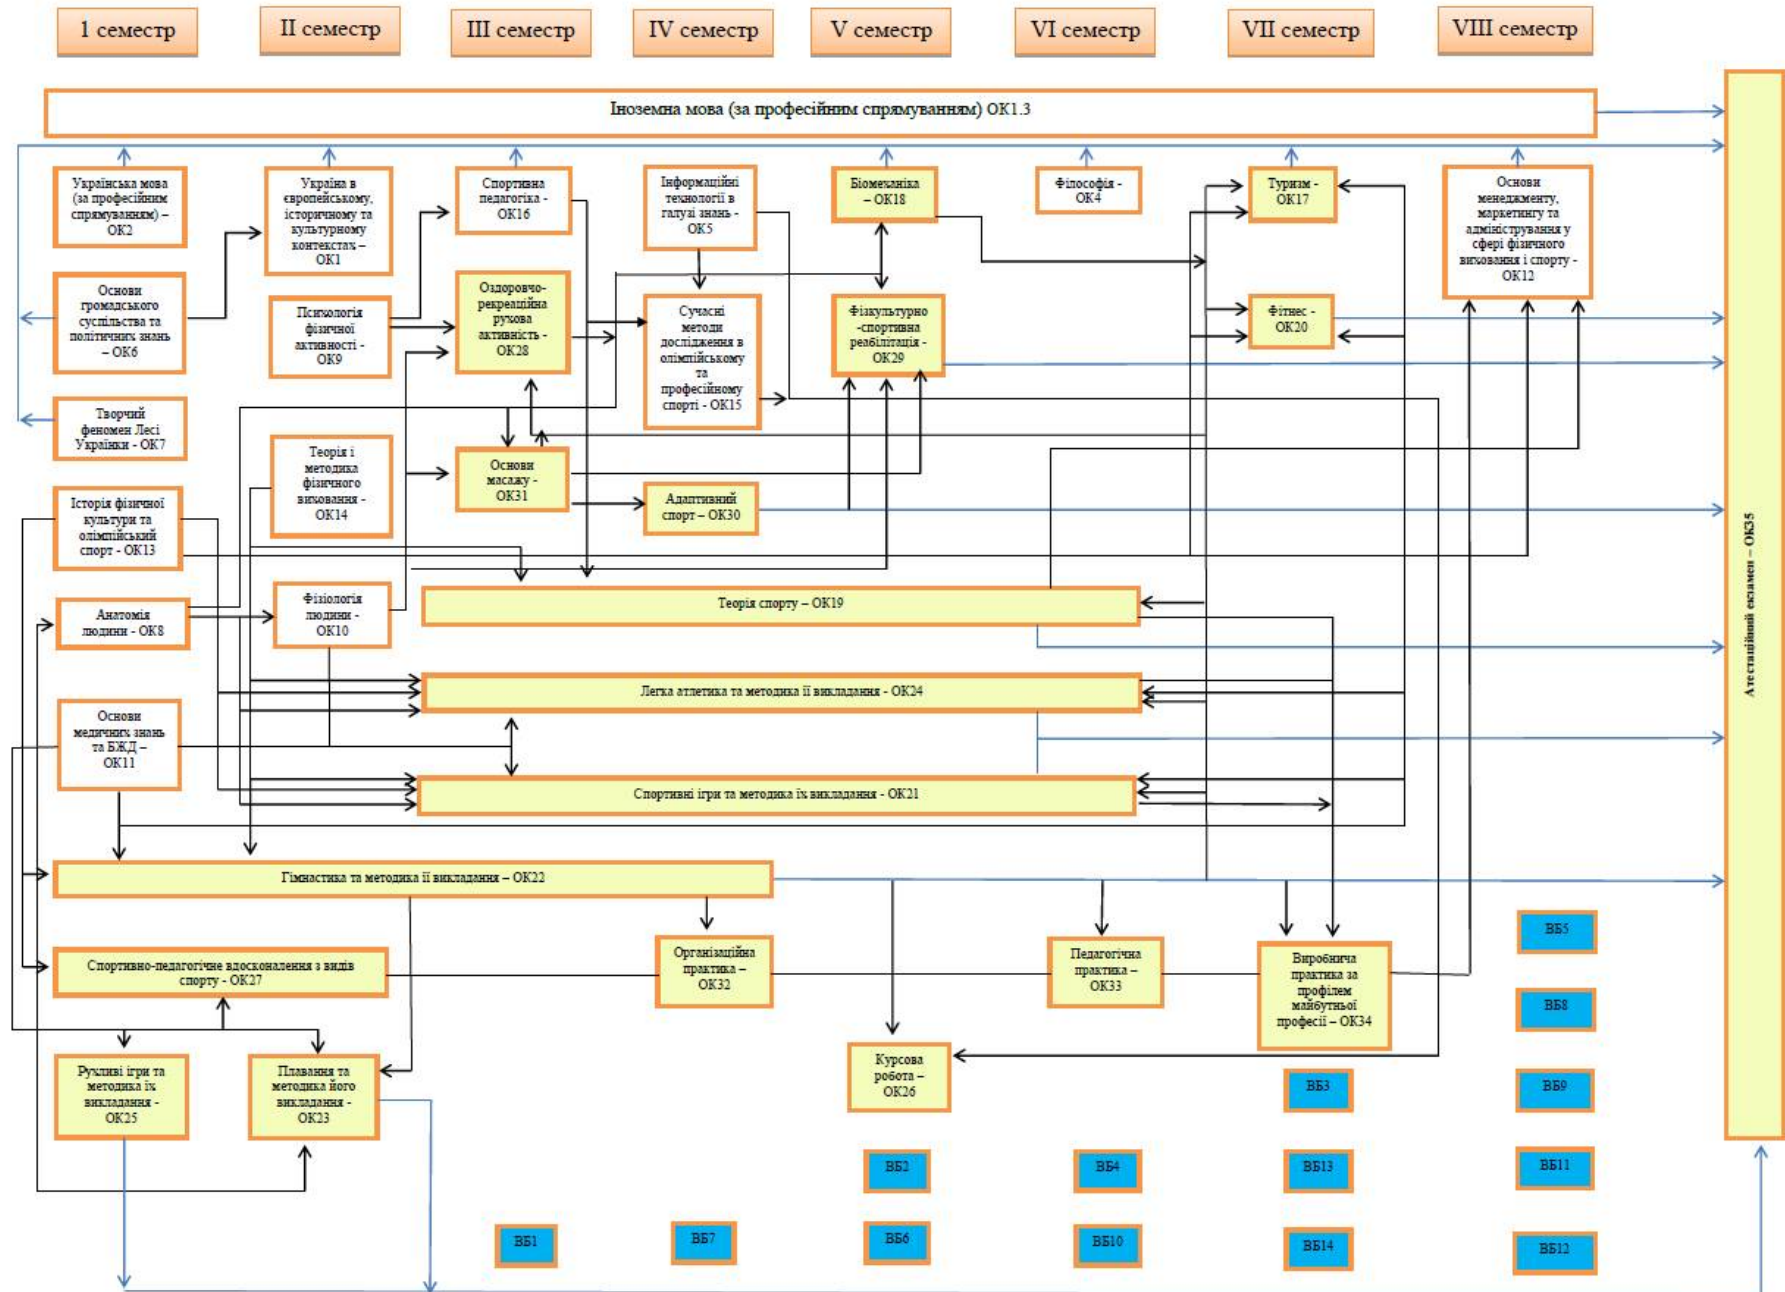 1 семестр
II семестр
III семестр
IV семестр
V семестр
VI семестр
VII семестр
VIII семестр
Іноземна мова (за професійним спрямуванням) ОК1.3
Українська мова
(за професійним
спрямуванням) –
ОК2
Україна в
європейському,
історичному та
культурному
контекстах –
ОК1
Спортивна
педагогіка -
ОК16
Інформаційні
технології в
галузі знань -
ОК5
Біомеханіка
– ОК18
Філософія -
ОК4
Туризм -
ОК17
Основи
менеджменту,
маркетингу та
адміністрування у
сфері фізичного
виховання і спорту -
ОК12
Основи
громадського
суспільства та
політичних знань
– ОК6
Психологія
фізичної
активності -
ОК9
Оздоровчо-
рекреаційна
рухова
активність -
ОК28
Сучасні
методи
дослідження в
олімпійському
та
професійному
спорті - ОК15
Фізкультурно
-спортивна
реабілітація -
ОК29
Фітнес -
ОК20
Творчий
феномен Лесі
Українки - ОК7
Теорія і
методика
фізичного
виховання -
ОК14
Основи
масажу -
ОК31
Адаптивний
спорт – ОК30
Історія фізичної
культури та
олімпійський
спорт - ОК13
Анатомія
людини - ОК8
Фізіологія
людини -
ОК10
Теорія спорту – ОК19
Легка атлетика та методика її викладання - ОК24
Основи
медичних знань
та БЖД –
ОК11
Спортивні ігри та методика їх викладання - ОК21
Гімнастика та методика її викладання – ОК22
Спортивно-педагогічне вдосконалення з видів
спорту - ОК27
Організаційна
практика –
ОК32
Педагогічна
практика –
ОК33
Виробнича
практика за
профілем
майбутньої
професії – ОК34
Рухливі ігри та
методика їх
викладання -
ОК25
Плавання та
методика його
викладання -
ОК23
Курсова
робота –
ОК26
Атестаційний екзамен – ОК35
ВБ5
ВБ8
ВБ3
ВБ9
ВБ2
ВБ4
ВБ13
ВБ11
ВБ1
ВБ7
ВБ6
ВБ10
ВБ14
ВБ12